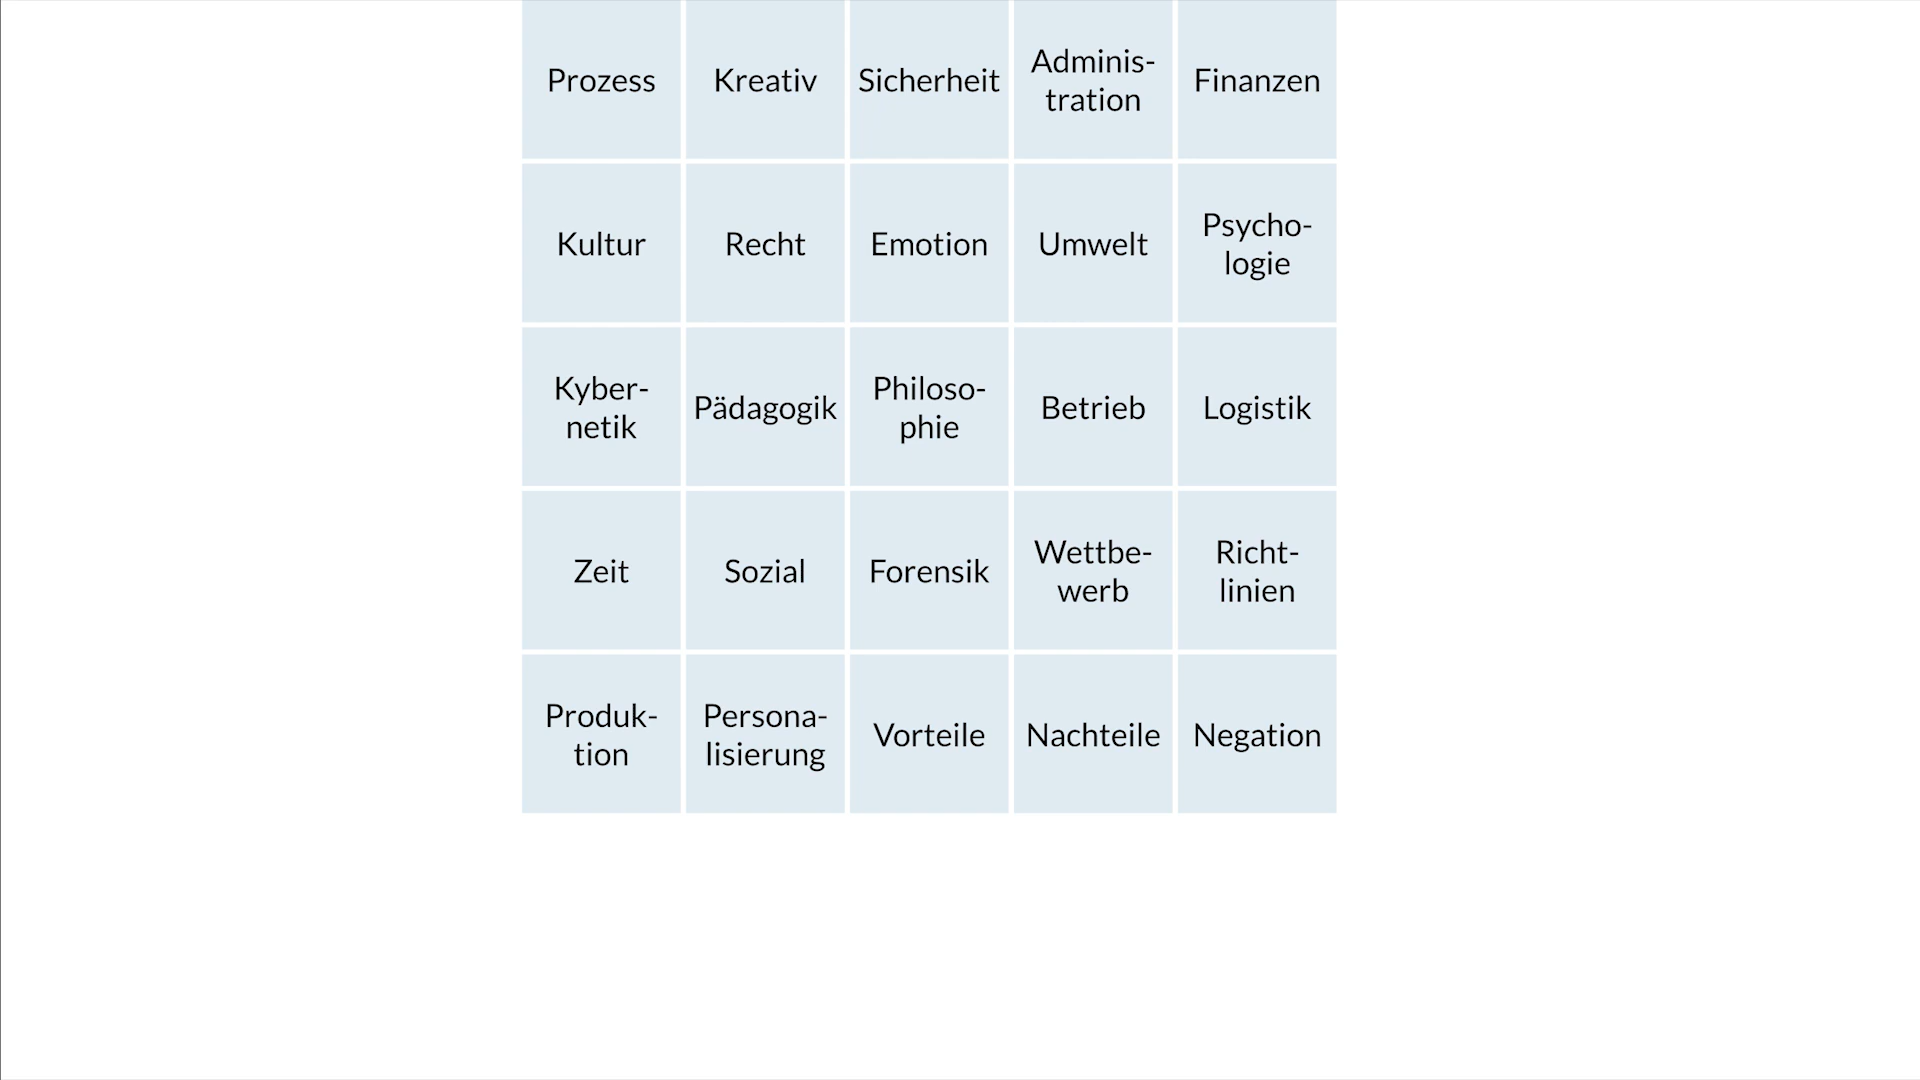 Prozess
Kreativ
Sicherheit
Adminis-
tration
Finanzen
Kultur
Recht
Emotion
Umwelt
Psycho-
logie
Kyber-
netik
Pädagogik
Philoso-
phie
Betrieb
Logistik
Zeit
Sozial
Forensik
Wettbe-
werb
Richt-
linien
Produk-
tion
Persona-
lisierung
Vorteile
Nachteile
Negation